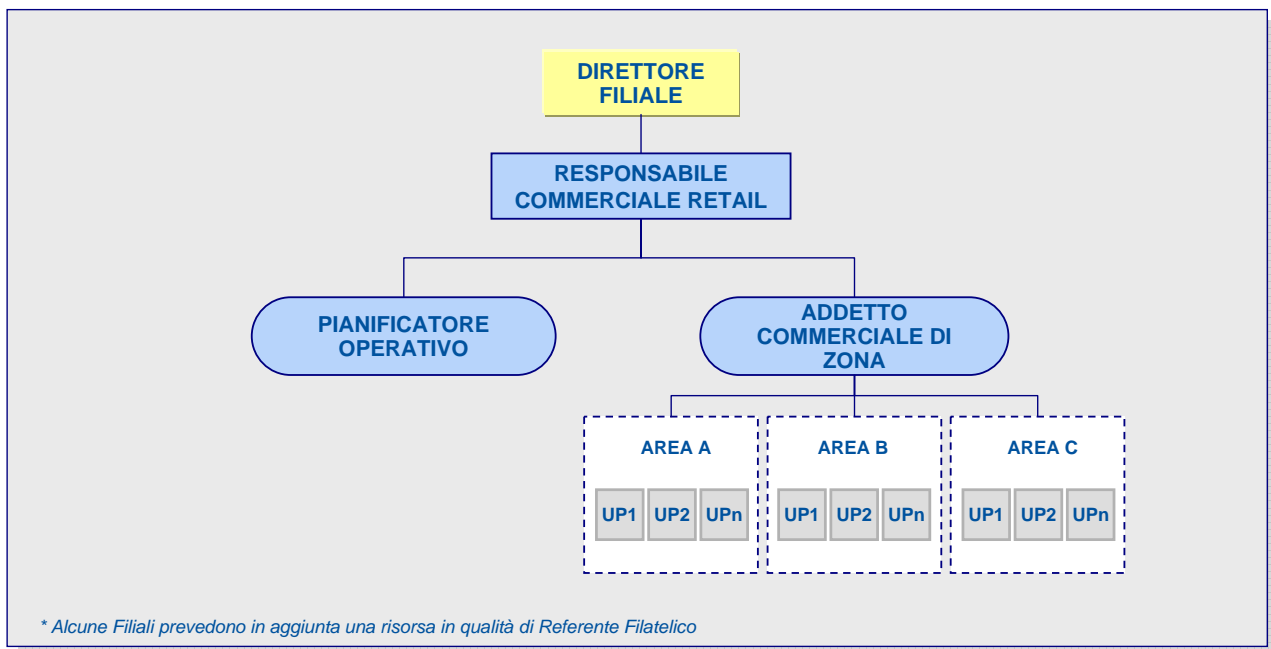 DIRETTORE
FILIALE
RESPONSABILE
COMMERCIALE RETAIL
PIANIFICATORE
OPERATIVO
ADDETTO
COMMERCIALE DI
ZONA
AREA A
UP1 UP2 UPn
AREA B
UP1 UP2 UPn
AREA C
UP1 UP2 UPn
* Alcune Filiali prevedono in aggiunta una risorsa in qualità di Referente Filatelico